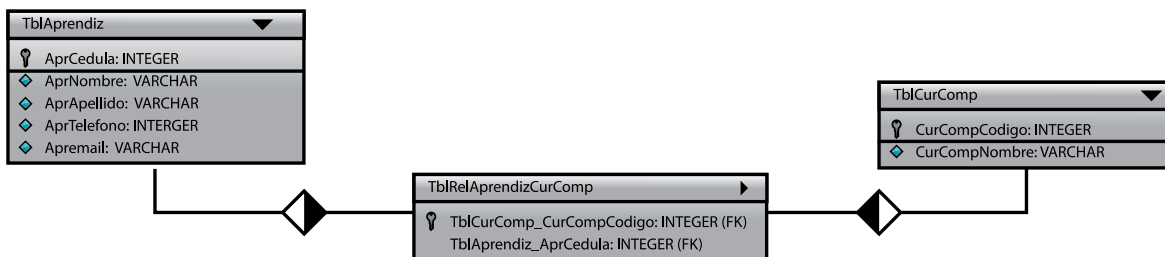 TblAprendiz
AprCedula: INTEGER
AprNombre: VARCHAR
AprApellido: VARCHAR
AprTelefono: INTERGER
Apremail: VARCHAR
TblCurComp
CurCompCodigo: INTEGER
CurCompNombre: VARCHAR
TblRelAprendizCurComp
TblCurComp_CurCompCodigo: INTEGER (FK)
TblAprendiz_AprCedula: INTEGER (FK)